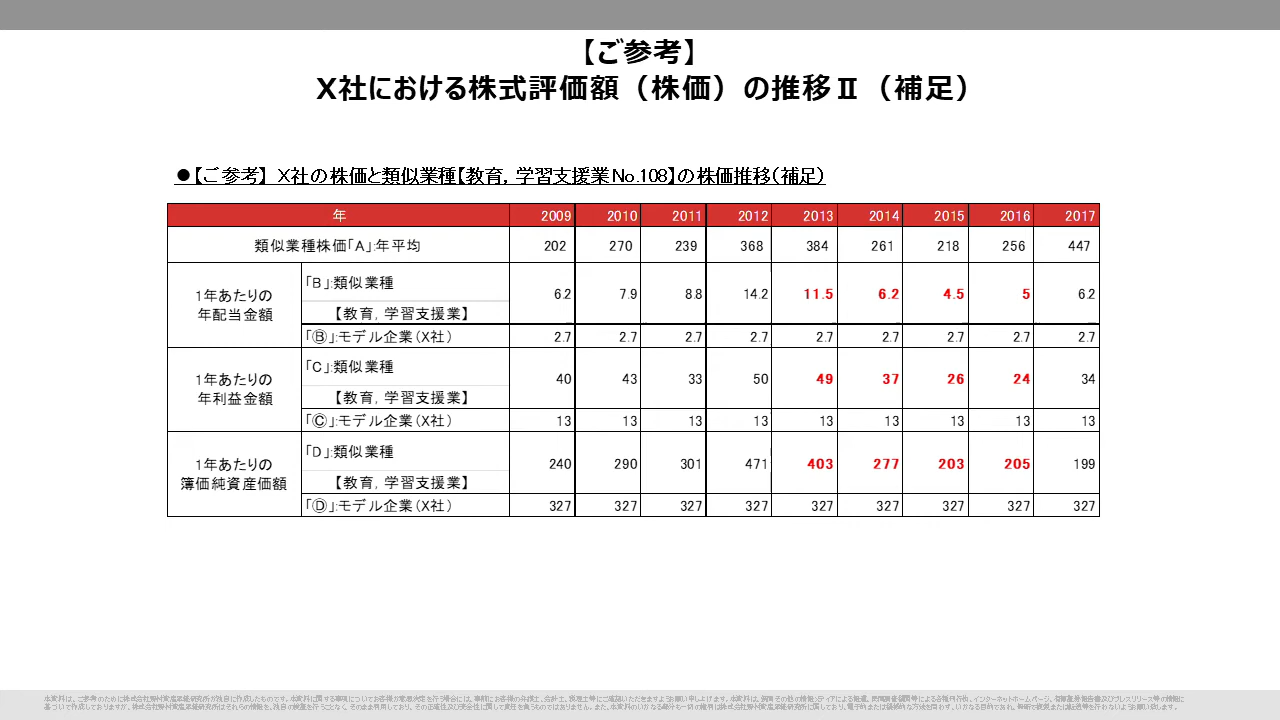 【ご参考】
X社における株式評価額（株価）の推移Ⅱ（補足）
●【ご参考】 X社の株価と類似業種【教育，学習支援業No.108】の株価推移（補足）
年 2009 2010 2011 2012 2013 2014 2015 2016 2017
類似業種株価「A」：年平均 202 270 239 368 384 261 218 256 447
1年あたりの
年配当金額
「B」：類似業種
【教育，学習支援業】
6.2 7.9 8.8 14.2 11.5 6.2 4.5 5 6.2
「Ⓑ」：モデル企業（X社） 2.7 2.7 2.7 2.7 2.7 2.7 2.7 2.7 2.7
1年あたりの
年利益金額
「C」：類似業種
【教育，学習支援業】
40 43 33 50 49 37 26 24 34
「Ⓒ」：モデル企業（X社） 13 13 13 13 13 13 13 13 13
1年あたりの
簿価純資産価額
「D」：類似業種
【教育，学習支援業】
240 290 301 471 403 277 203 205 199
「Ⓓ」：モデル企業（X社） 327 327 327 327 327 327 327 327 327